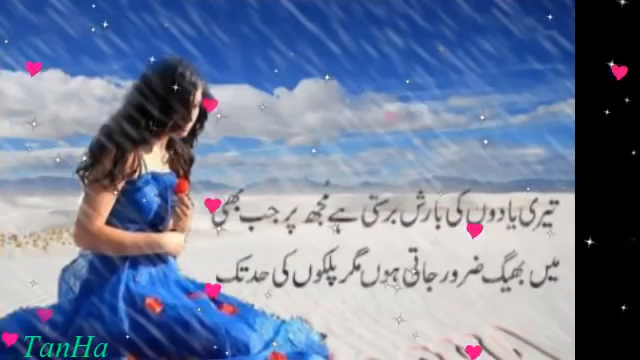 تیری یادوں کی بارش برستی ہے مُجھ پر جب بھی
میں بھیگ ضرور جاتی ہوں مگر پلکوں کی حد تک
TanHa